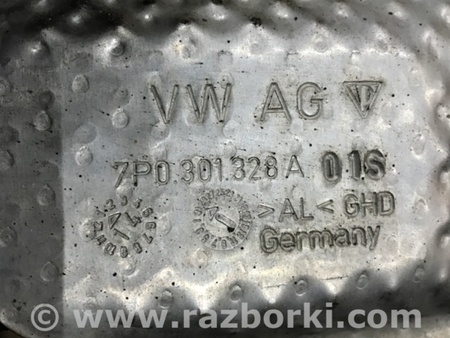 VW AG
7P0.301.328 A 01S
>AL< GHD
Germany
© www.razborki.com